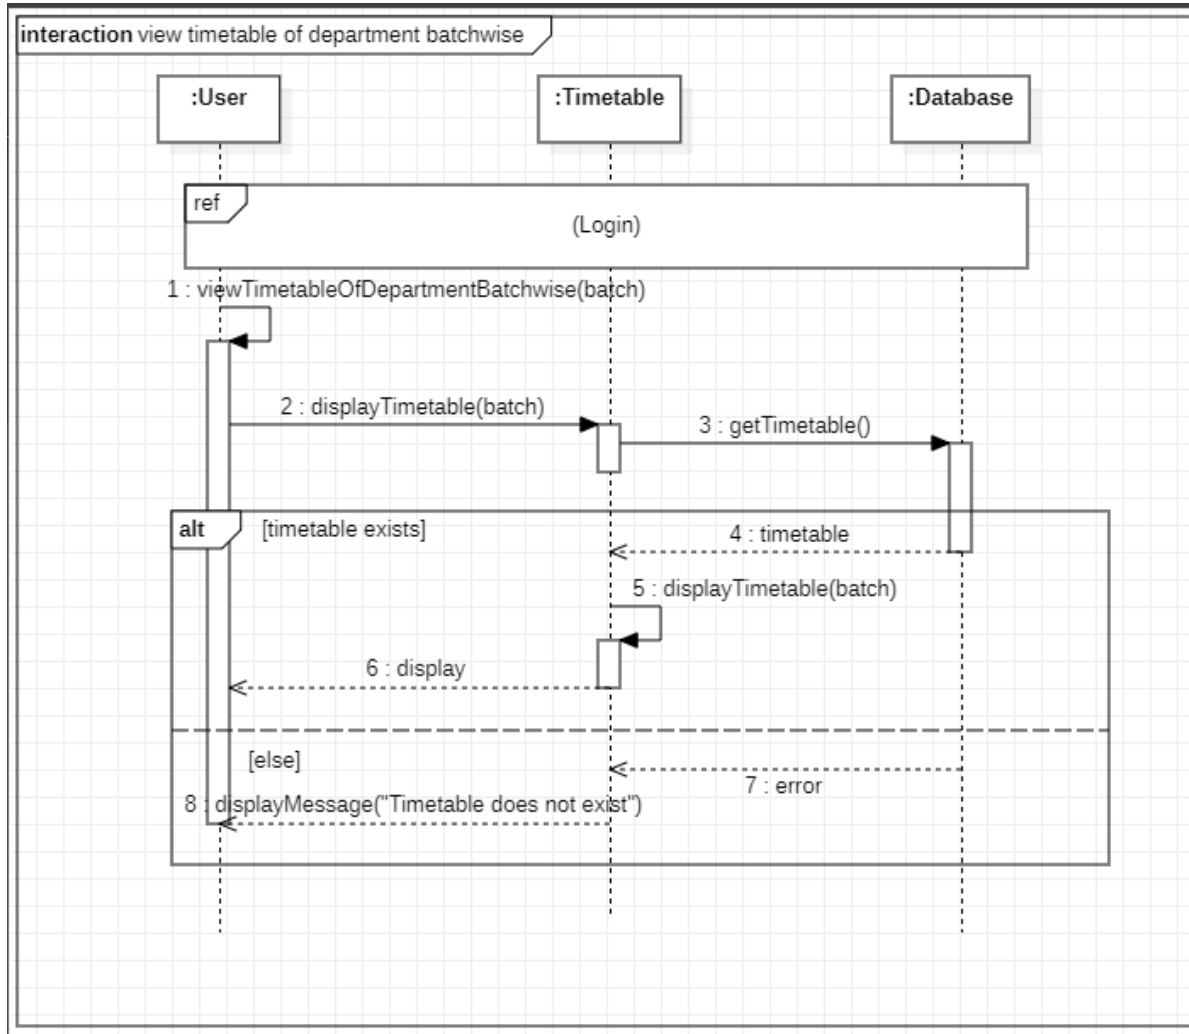 interaction view timetable of department batchwise
:User
:Timetable
:Database
ref
(Login)
1 : viewTimetableOfDepartmentBatchwise(batch)
2 : displayTimetable(batch)
3 : getTimetable()
alt
[timetable exists]
4 : timetable
5 : displayTimetable(batch)
6 : display
[else]
7 : error
8 : displayMessage("Timetable does not exist")